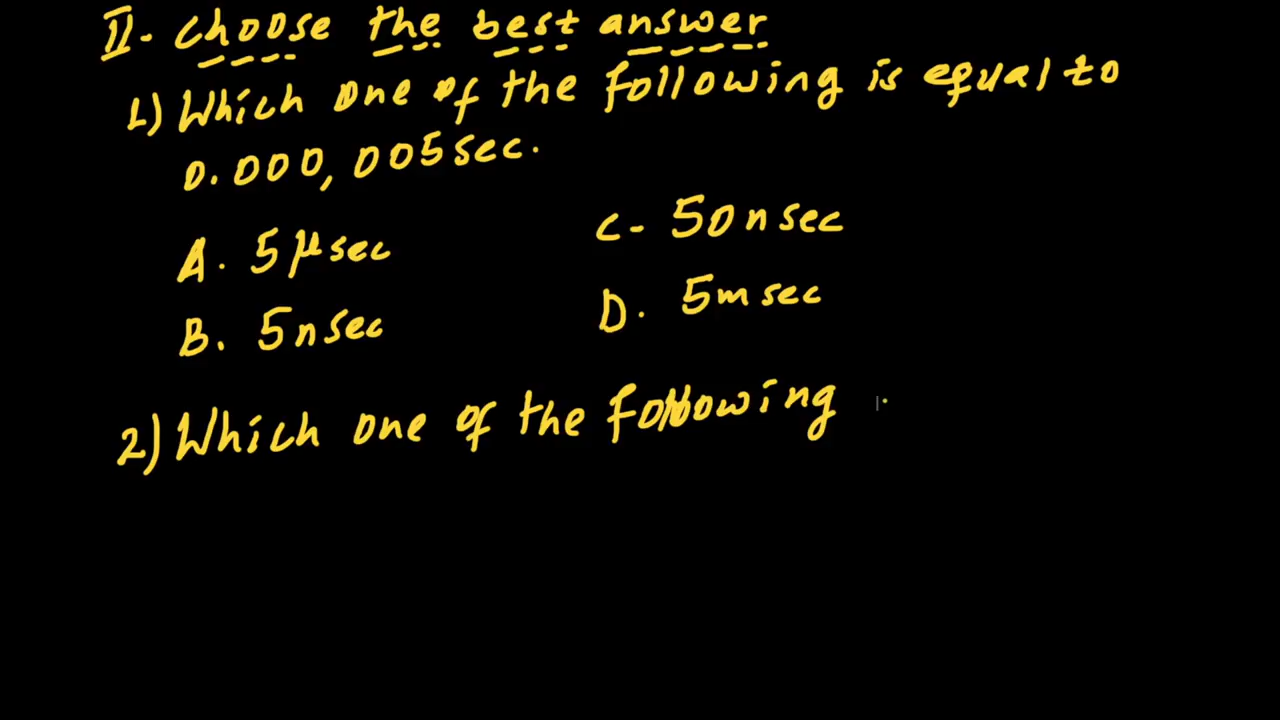 II- choose the best answer
1) Which one of the following is equal to
0.000,005sec.
A. 5μsec
C- 50nsec
B. 5nsec
D. 5msec
2) Which one of the following